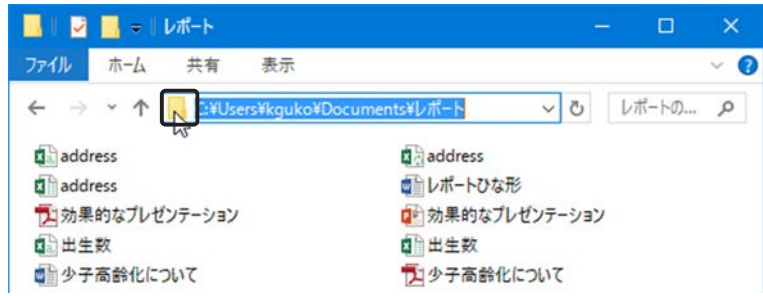 レポート
ファイル ホーム 共有 表示
C:¥Users¥kguko¥Documents¥レポート レポートの...
address address
address レポートひな形
効果的なプレゼンテーション 効果的なプレゼンテーション
出生数 出生数
少子高齢化について 少子高齢化について